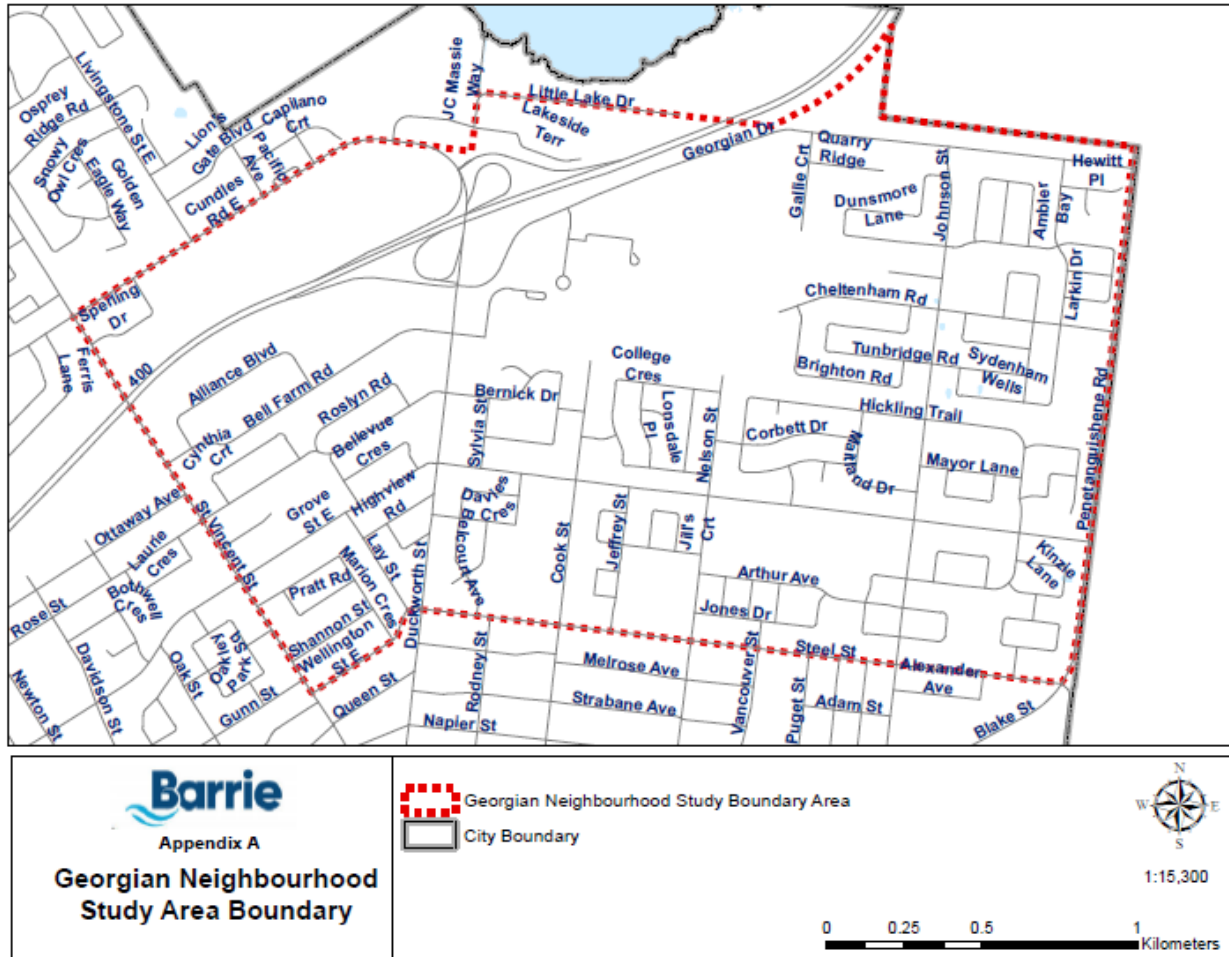 JC Massie
Way
Little Lake Dr
Lakeside
Terr
Georgian Dr
Livingstone St E
Osprey
Ridge Rd
Snowy
Owl Cres
Golden
Eagle Way
Lion's
Gate Blvd
Capilano
Crt
Pacific
Ave
Cundles
Rd E
Quarry
Ridge
Gallie Crt
Dunsmore
Lane
Johnson St
Hewitt
Pl
Ambler
Bay
Larkin Dr
Sperling
Dr
Ferris
Lane
400
Cheltenham Rd
Tunbridge Rd
Sydenham
Wells
Brighton Rd
Hickling Trail
Penetanguishene Rd
Alliance Blvd
Bell Farm Rd
Roslyn Rd
Cynthia
Crt
Bellevue
Cres
College
Cres
Bernick Dr
Lonsdale
Pl
Sylvia St
Nelson St
Corbett Dr
Maitland Dr
Mayor Lane
Ottaway Ave
St Vincent St
Grove
St E
Highview
Rd
Davies
Cres
Belcourt Ave
Cook St
Jeffrey St
Jill's
Crt
Laurie
Cres
Bothwell
Cres
Rose St
Pratt Rd
Lay St
Marion Cres
Duckworth St
Arthur Ave
Jones Dr
Kinzie
Lane
Shannon St
Wellington
St E
Oakley
Park Sq
Oak St
Davidson St
Newton St
Gunn St
Queen St
Rodney St
Napier St
Melrose Ave
Strabane Ave
Vancouver St
Steel St
Puget St
Adam St
Alexander
Ave
Blake St
Barrie
Appendix A
Georgian Neighbourhood
Study Area Boundary
Georgian Neighbourhood Study Boundary Area
City Boundary
N
W
E
S
1:15,300
0 0.25 0.5 1
Kilometers